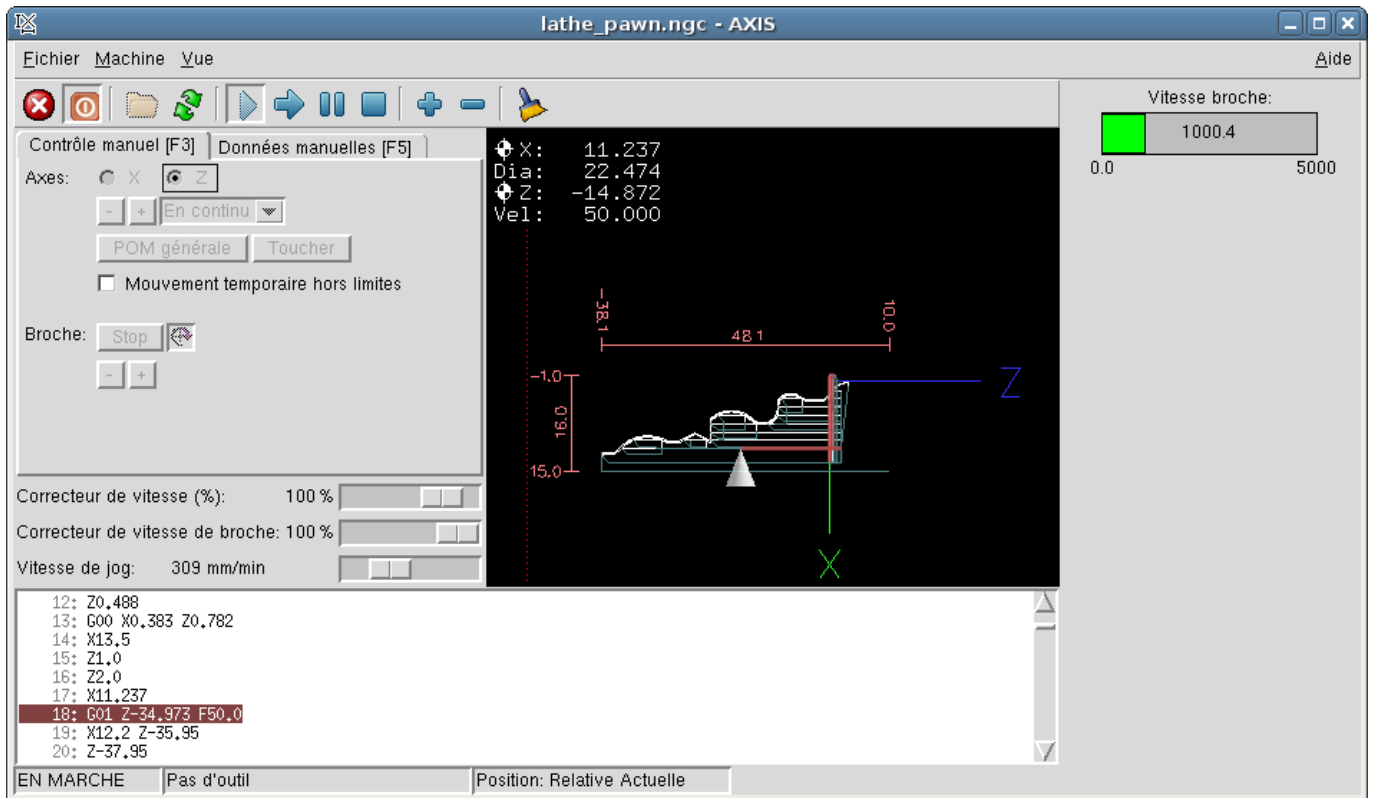 lathe_pawn.ngc - AXIS
Fichier Machine Vue Aide
Contrôle manuel [F3] Données manuelles [F5]
Axes: X Z
- + En continu
POM générale Toucher
Mouvement temporaire hors limites
Broche: Stop
- +
Correcteur de vitesse (%): 100 %
Correcteur de vitesse de broche: 100 %
Vitesse de jog: 309 mm/min
X: 11.237
Dia: 22.474
Z: -14.872
Vel: 50.000
-38.1
10.0
48.1
-1.0
16.0
15.0
Z
X
Vitesse broche:
1000.4
0.0 5000
12: Z0.488
13: G00 X0.383 Z0.782
14: X13.5
15: Z1.0
16: Z2.0
17: X11.237
18: G01 Z-34.973 F50.0
19: X12.2 Z-35.95
20: Z-37.95
EN MARCHE Pas d'outil Position: Relative Actuelle